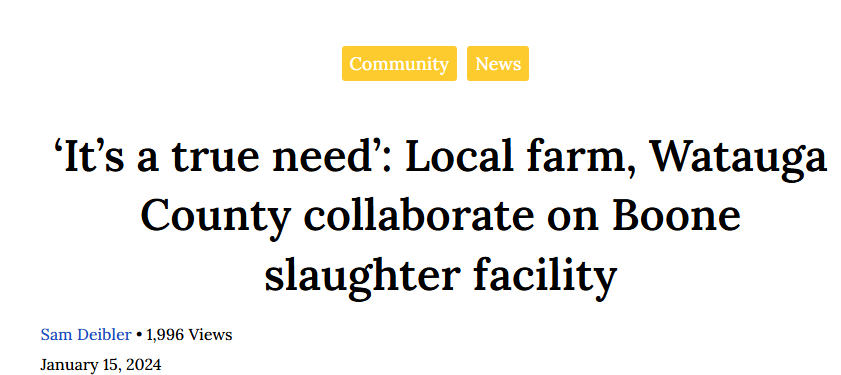 Community News
‘It’s a true need’: Local farm, Watauga
County collaborate on Boone
slaughter facility
Sam Deibler • 1,996 Views
January 15, 2024